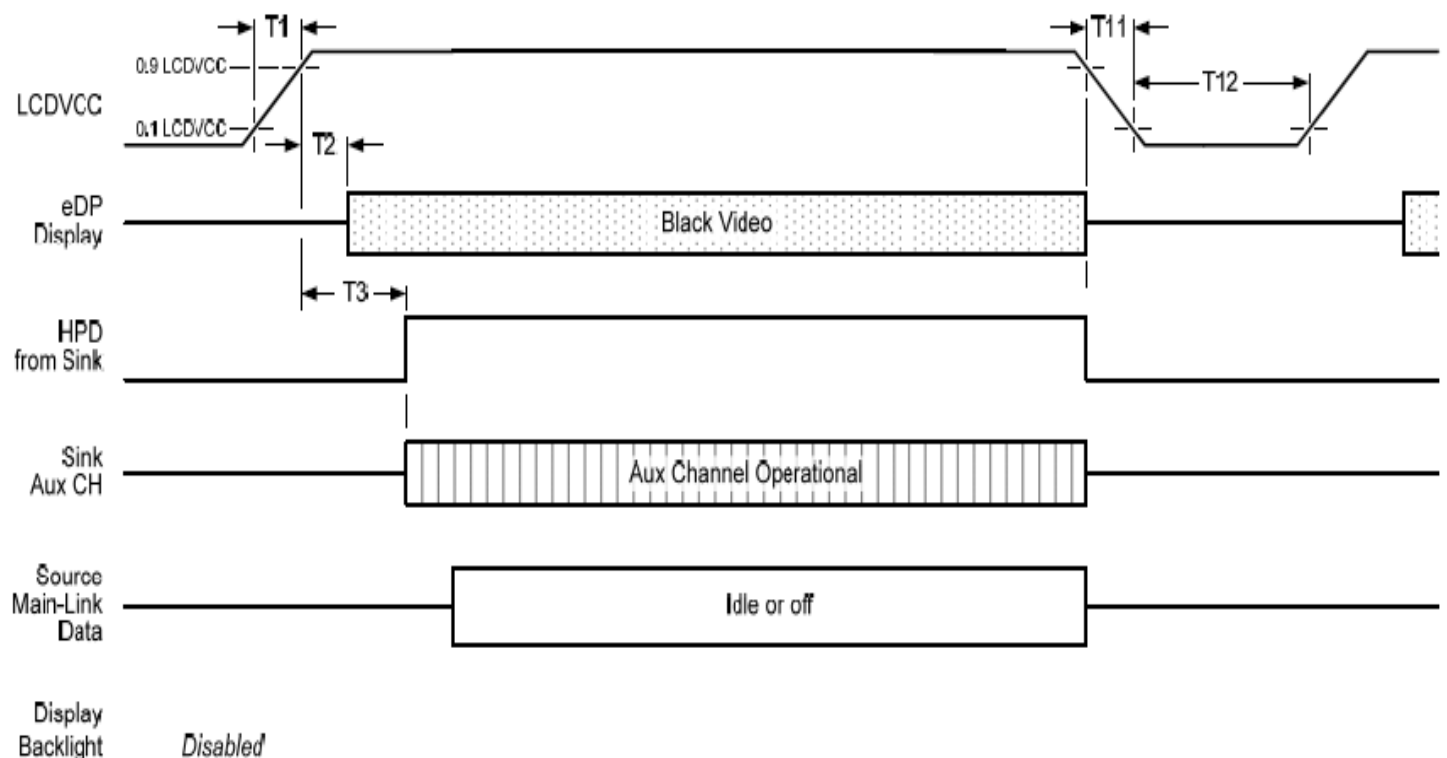 T1
T11
0.9 LCDVCC
LCDVCC
T12
0.1 LCDVCC
T2
eDP
Display
Black Video
T3
HPD
from Sink
Sink
Aux CH
Aux Channel Operational
Source
Main-Link
Data
Idle or off
Display
Backlight
Disabled